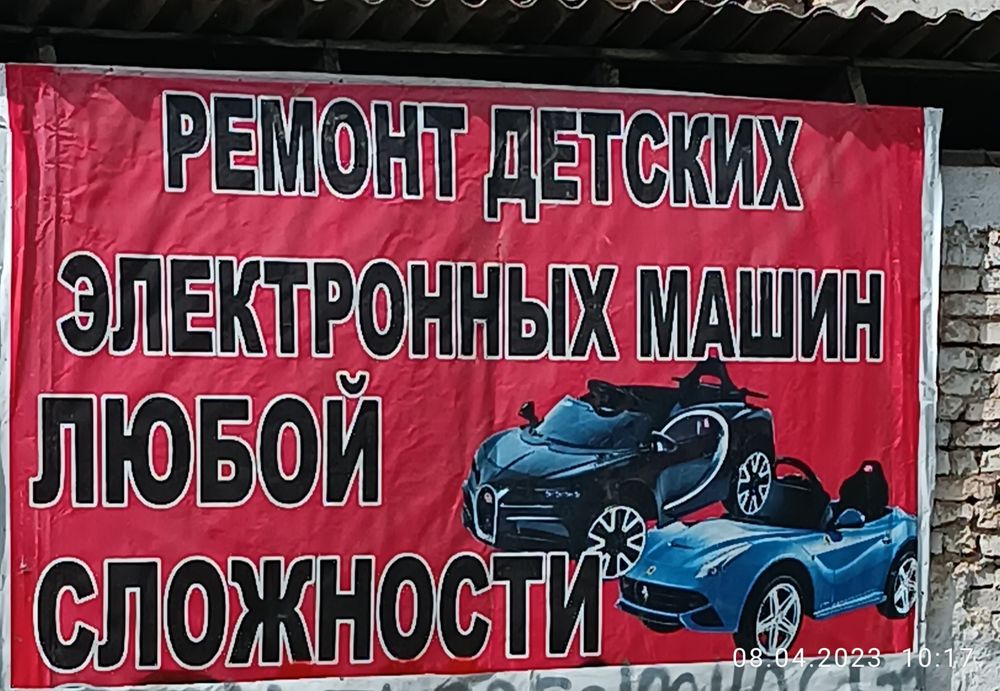 РЕМОНТ ДЕТСКИХ
ЭЛЕКТРОННЫХ МАШИН
ЛЮБОЙ
СЛОЖНОСТИ
08.04.2023 10:17